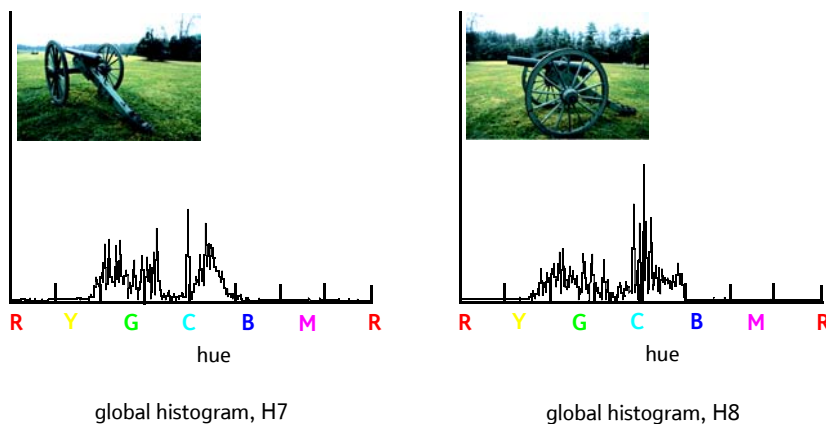 R Y G C B M R
hue
global histogram, H7
R Y G C B M R
hue
global histogram, H8